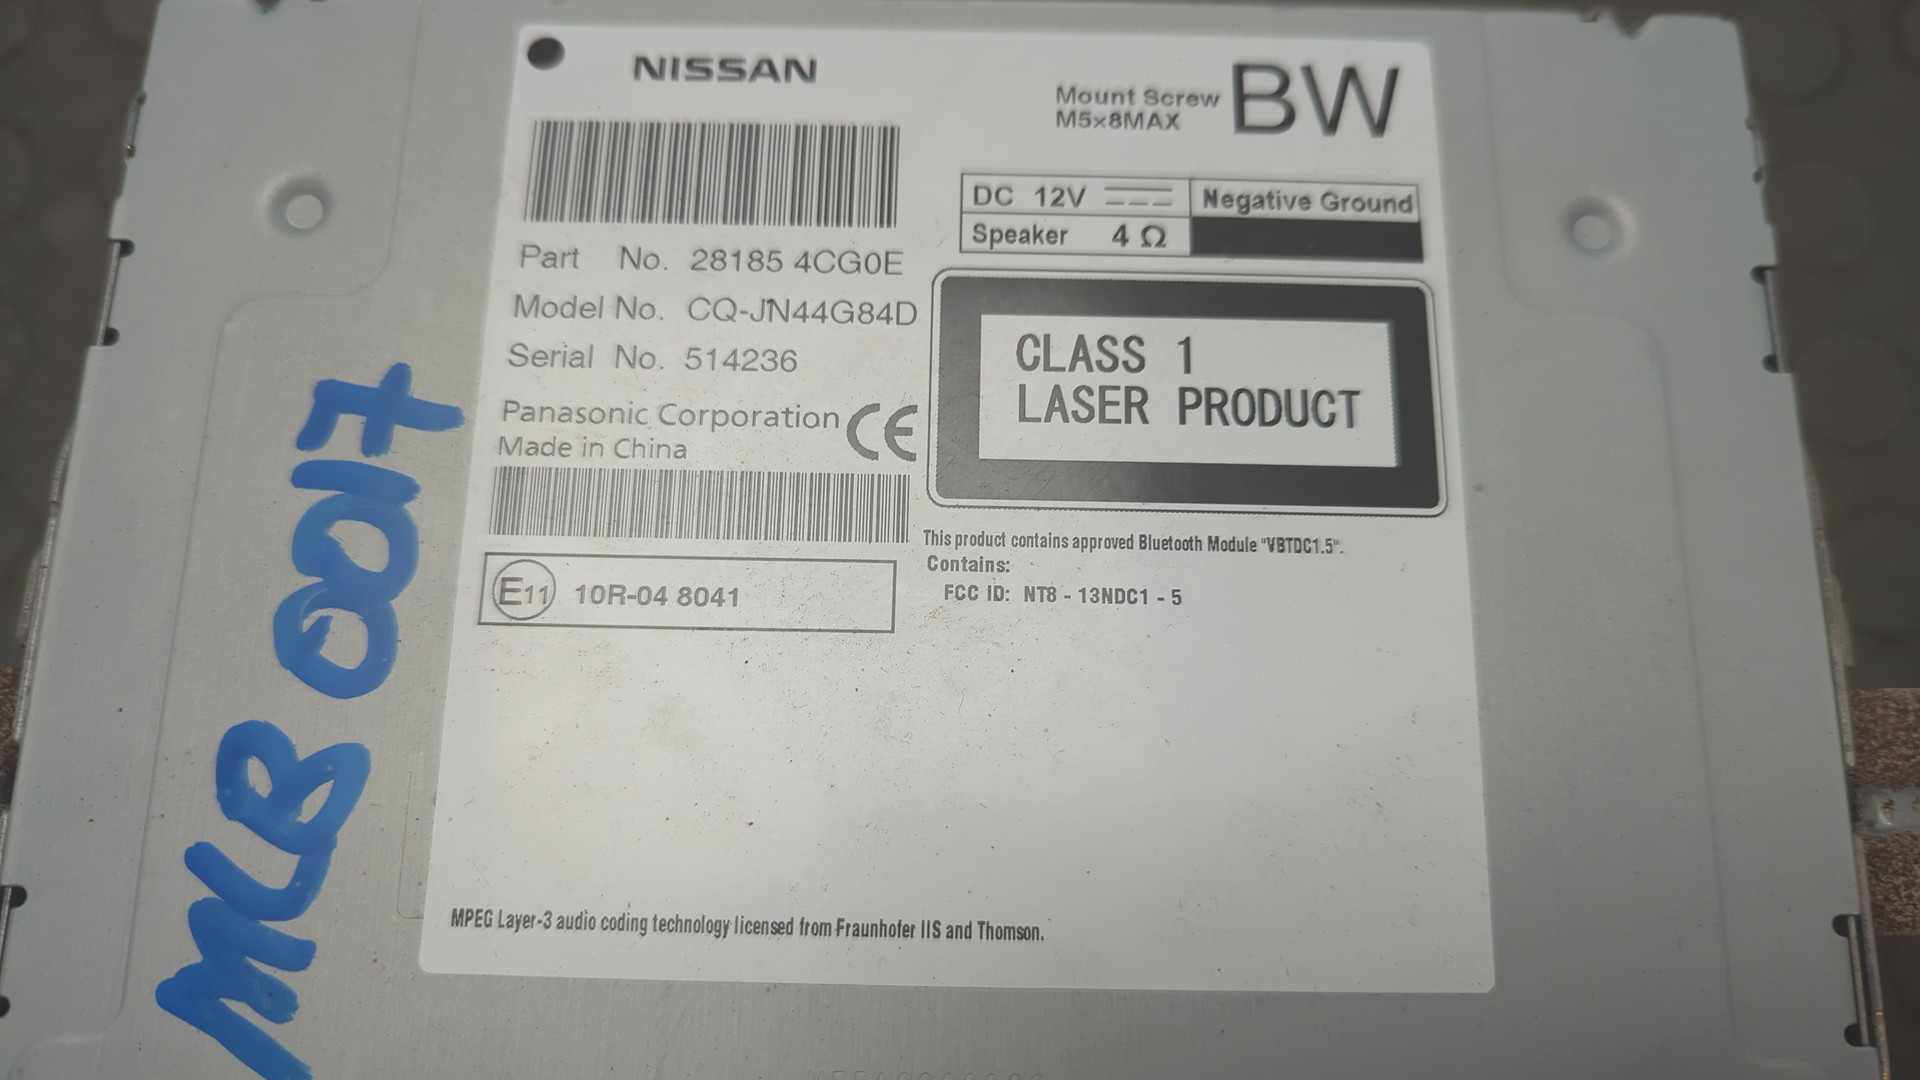 NISSAN
Mount Screw
M5x8MAX
BW
DC 12V
Negative Ground
Speaker 4 Ω
Part No. 28185 4CG0E
Model No. CQ-JN44G84D
Serial No. 514236
Panasonic Corporation
Made in China
CE
CLASS 1
LASER PRODUCT
This product contains approved Bluetooth Module "VBTDC1.5".
Contains:
FCC ID: NT8 - 13NDC1 - 5
E11 10R-04 8041
MPEG Layer-3 audio coding technology licensed from Fraunhofer IIS and Thomson.
0017